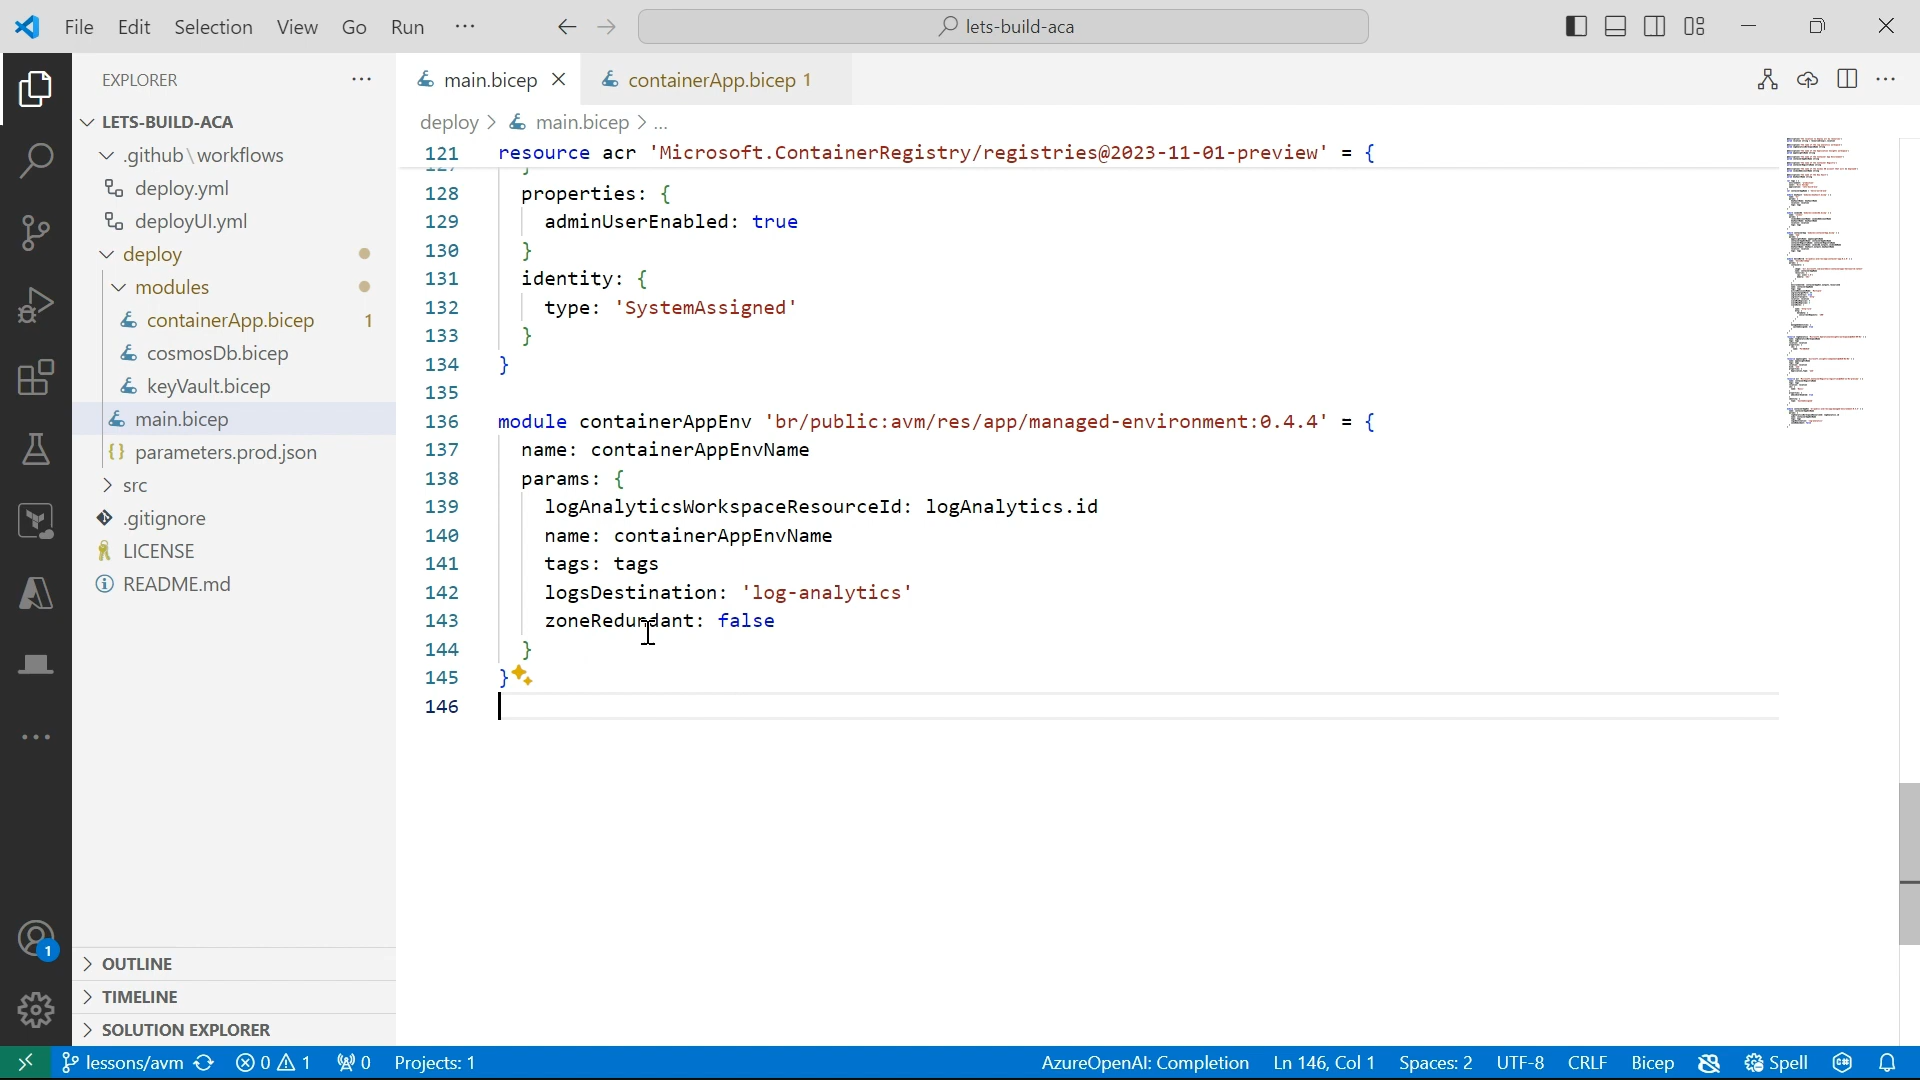 File Edit Selection View Go Run ··· lets-build-aca
EXPLORER ···
LETS-BUILD-ACA
.github\workflows
deploy.yml
deployUI.yml
deploy
modules
containerApp.bicep 1
cosmosDb.bicep
keyVault.bicep
main.bicep
parameters.prod.json
src
.gitignore
LICENSE
README.md
OUTLINE
TIMELINE
SOLUTION EXPLORER
1
main.bicep containerApp.bicep 1
deploy > main.bicep > ...
121 resource acr 'Microsoft.ContainerRegistry/registries@2023-11-01-preview' = {
127 }
128 properties: {
129 adminUserEnabled: true
130 }
131 identity: {
132 type: 'SystemAssigned'
133 }
134 }
135
136 module containerAppEnv 'br/public:avm/res/app/managed-environment:0.4.4' = {
137 name: containerAppEnvName
138 params: {
139 logAnalyticsWorkspaceResourceId: logAnalytics.id
140 name: containerAppEnvName
141 tags: tags
142 logsDestination: 'log-analytics'
143 zoneRedundant: false
144 }
145 }
146
lessons/avm 0 1 0 Projects: 1 AzureOpenAI: Completion Ln 146, Col 1 Spaces: 2 UTF-8 CRLF Bicep Spell